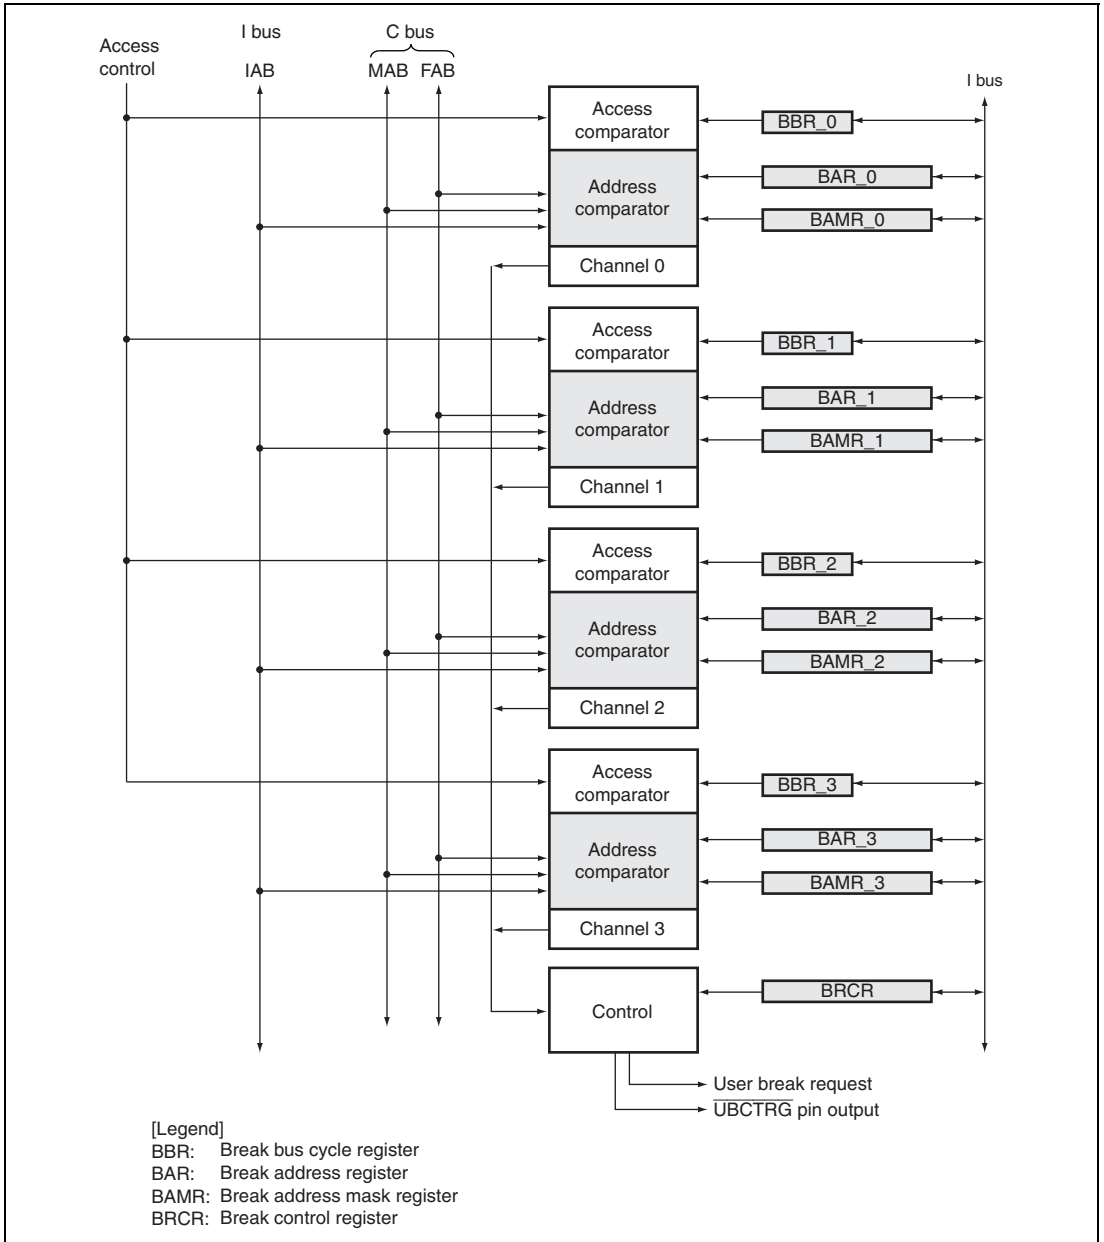 Access
control
I bus
IAB
C bus
MAB FAB
I bus
Access
comparator
Address
comparator
Channel 0
BBR_0
BAR_0
BAMR_0
Access
comparator
Address
comparator
Channel 1
BBR_1
BAR_1
BAMR_1
Access
comparator
Address
comparator
Channel 2
BBR_2
BAR_2
BAMR_2
Access
comparator
Address
comparator
Channel 3
BBR_3
BAR_3
BAMR_3
Control
BRCR
User break request
UBCTRG pin output
[Legend]
BBR: Break bus cycle register
BAR: Break address register
BAMR: Break address mask register
BRCR: Break control register